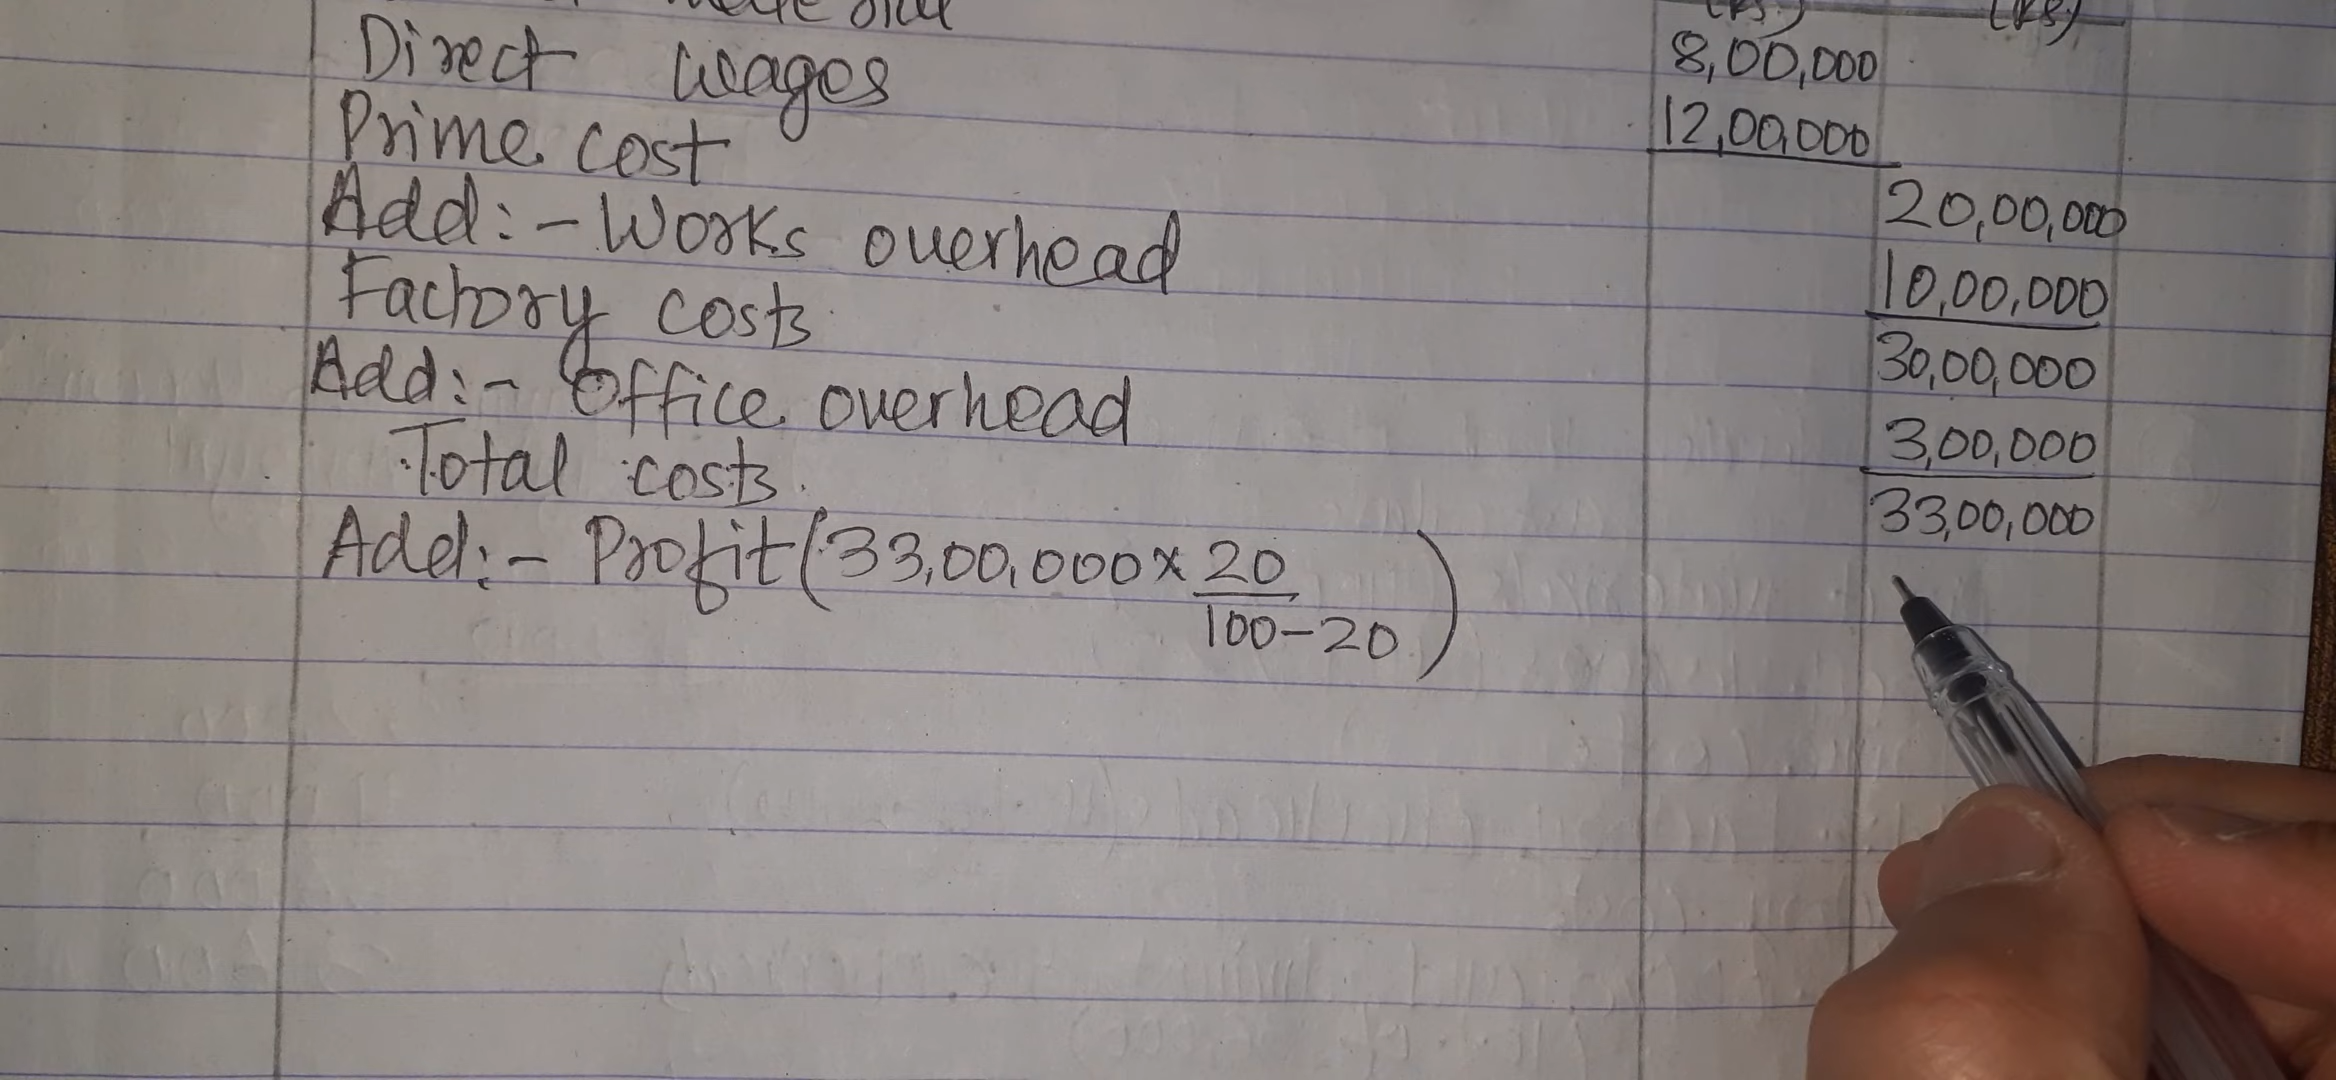 (Rs.) (Rs)
Direct wages 8,00,000
Prime cost 12,00,000
20,00,000
Add:- Works overhead 10,00,000
Factory costs 30,00,000
Add:- Office overhead 3,00,000
Total costs 33,00,000
Add:- Profit (33,00,000 × 20
100-20)